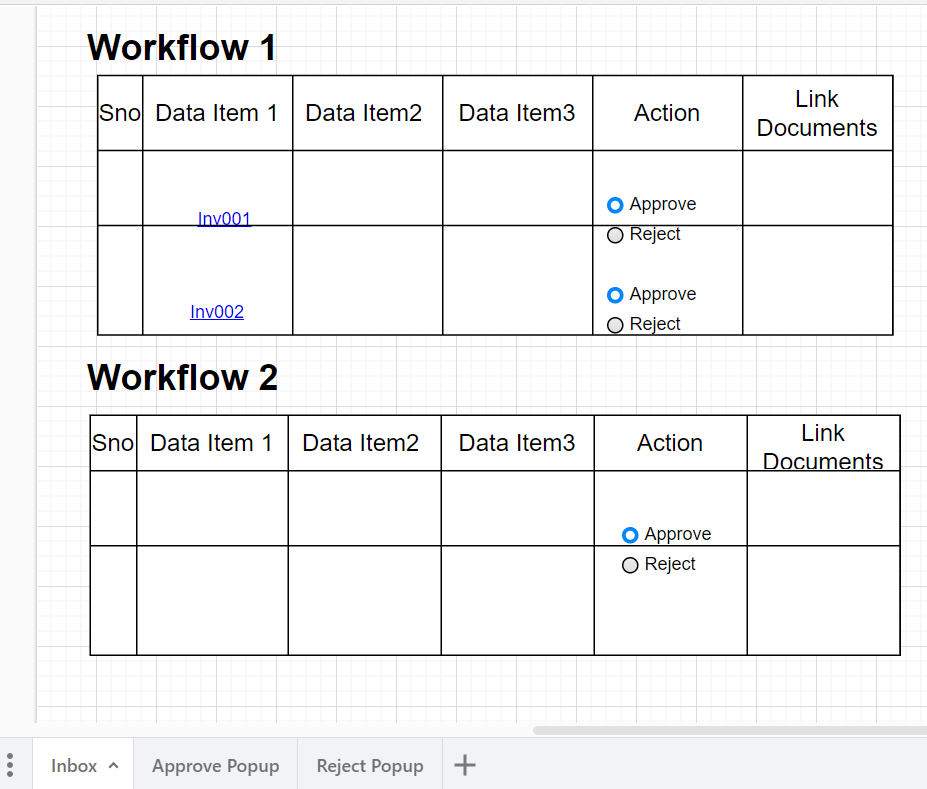 Workflow 1
Sno Data Item 1 Data Item2 Data Item3 Action Link Documents
Inv001
Approve
Reject
Inv002
Approve
Reject
Workflow 2
Sno Data Item 1 Data Item2 Data Item3 Action Link Documents
Approve
Reject
Inbox Approve Popup Reject Popup